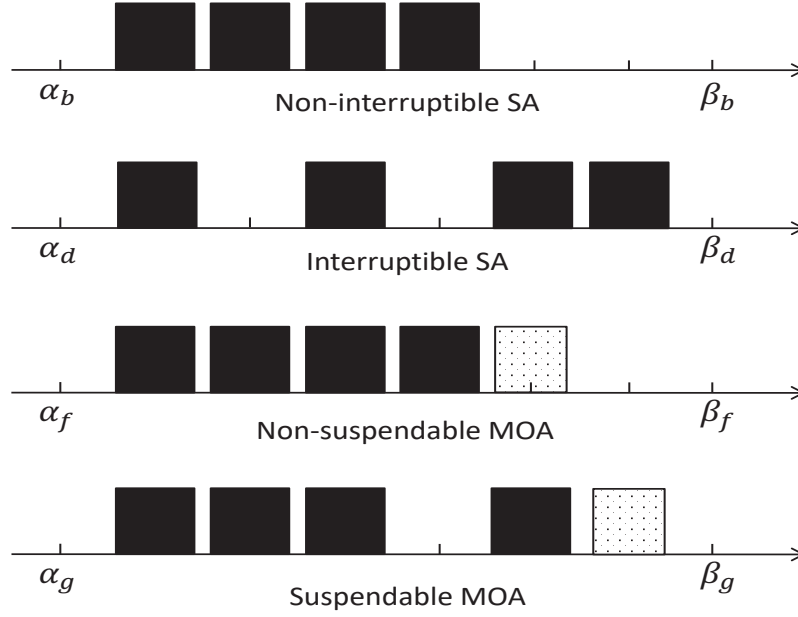 α_b Non-interruptible SA β_b
α_d Interruptible SA β_d
α_f Non-suspendable MOA β_f
α_g Suspendable MOA β_g